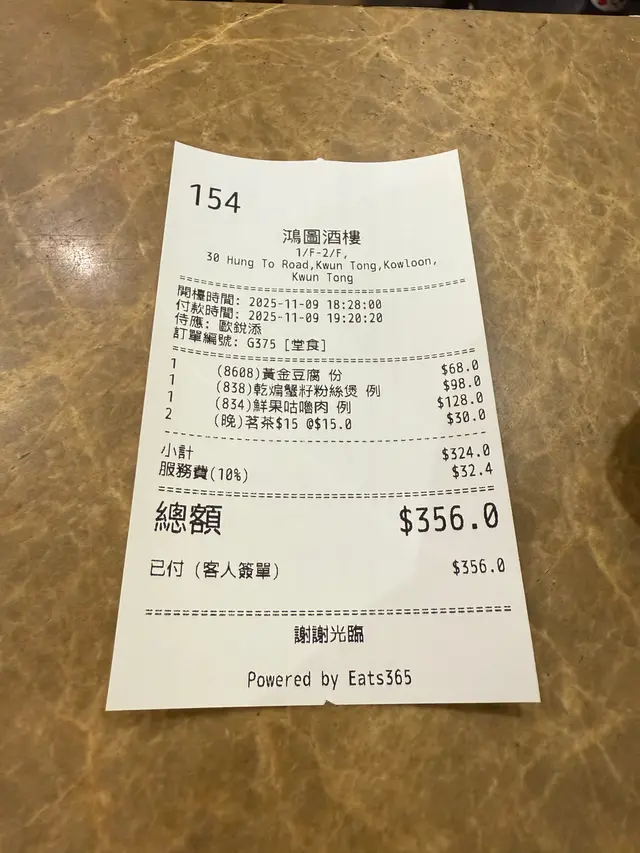 154
鴻圖酒樓
1/F-2/F,
30 Hung To Road,Kwun Tong,Kowloon,
Kwun Tong
開檯時間: 2025-11-09 18:28:00
付款時間: 2025-11-09 19:20:20
侍應: 歐銳添
訂單編號: G375 [堂食]
1 (8608)黃金豆腐 份 $68.0
1 (838)乾煸蟹籽粉絲煲 例 $98.0
1 (834)鮮果咕嚕肉 例 $128.0
2 (晚)茗茶$15 @$15.0 $30.0
小計 $324.0
服務費(10%) $32.4
總額 $356.0
已付 (客人簽單) $356.0
謝謝光臨
Powered by Eats365